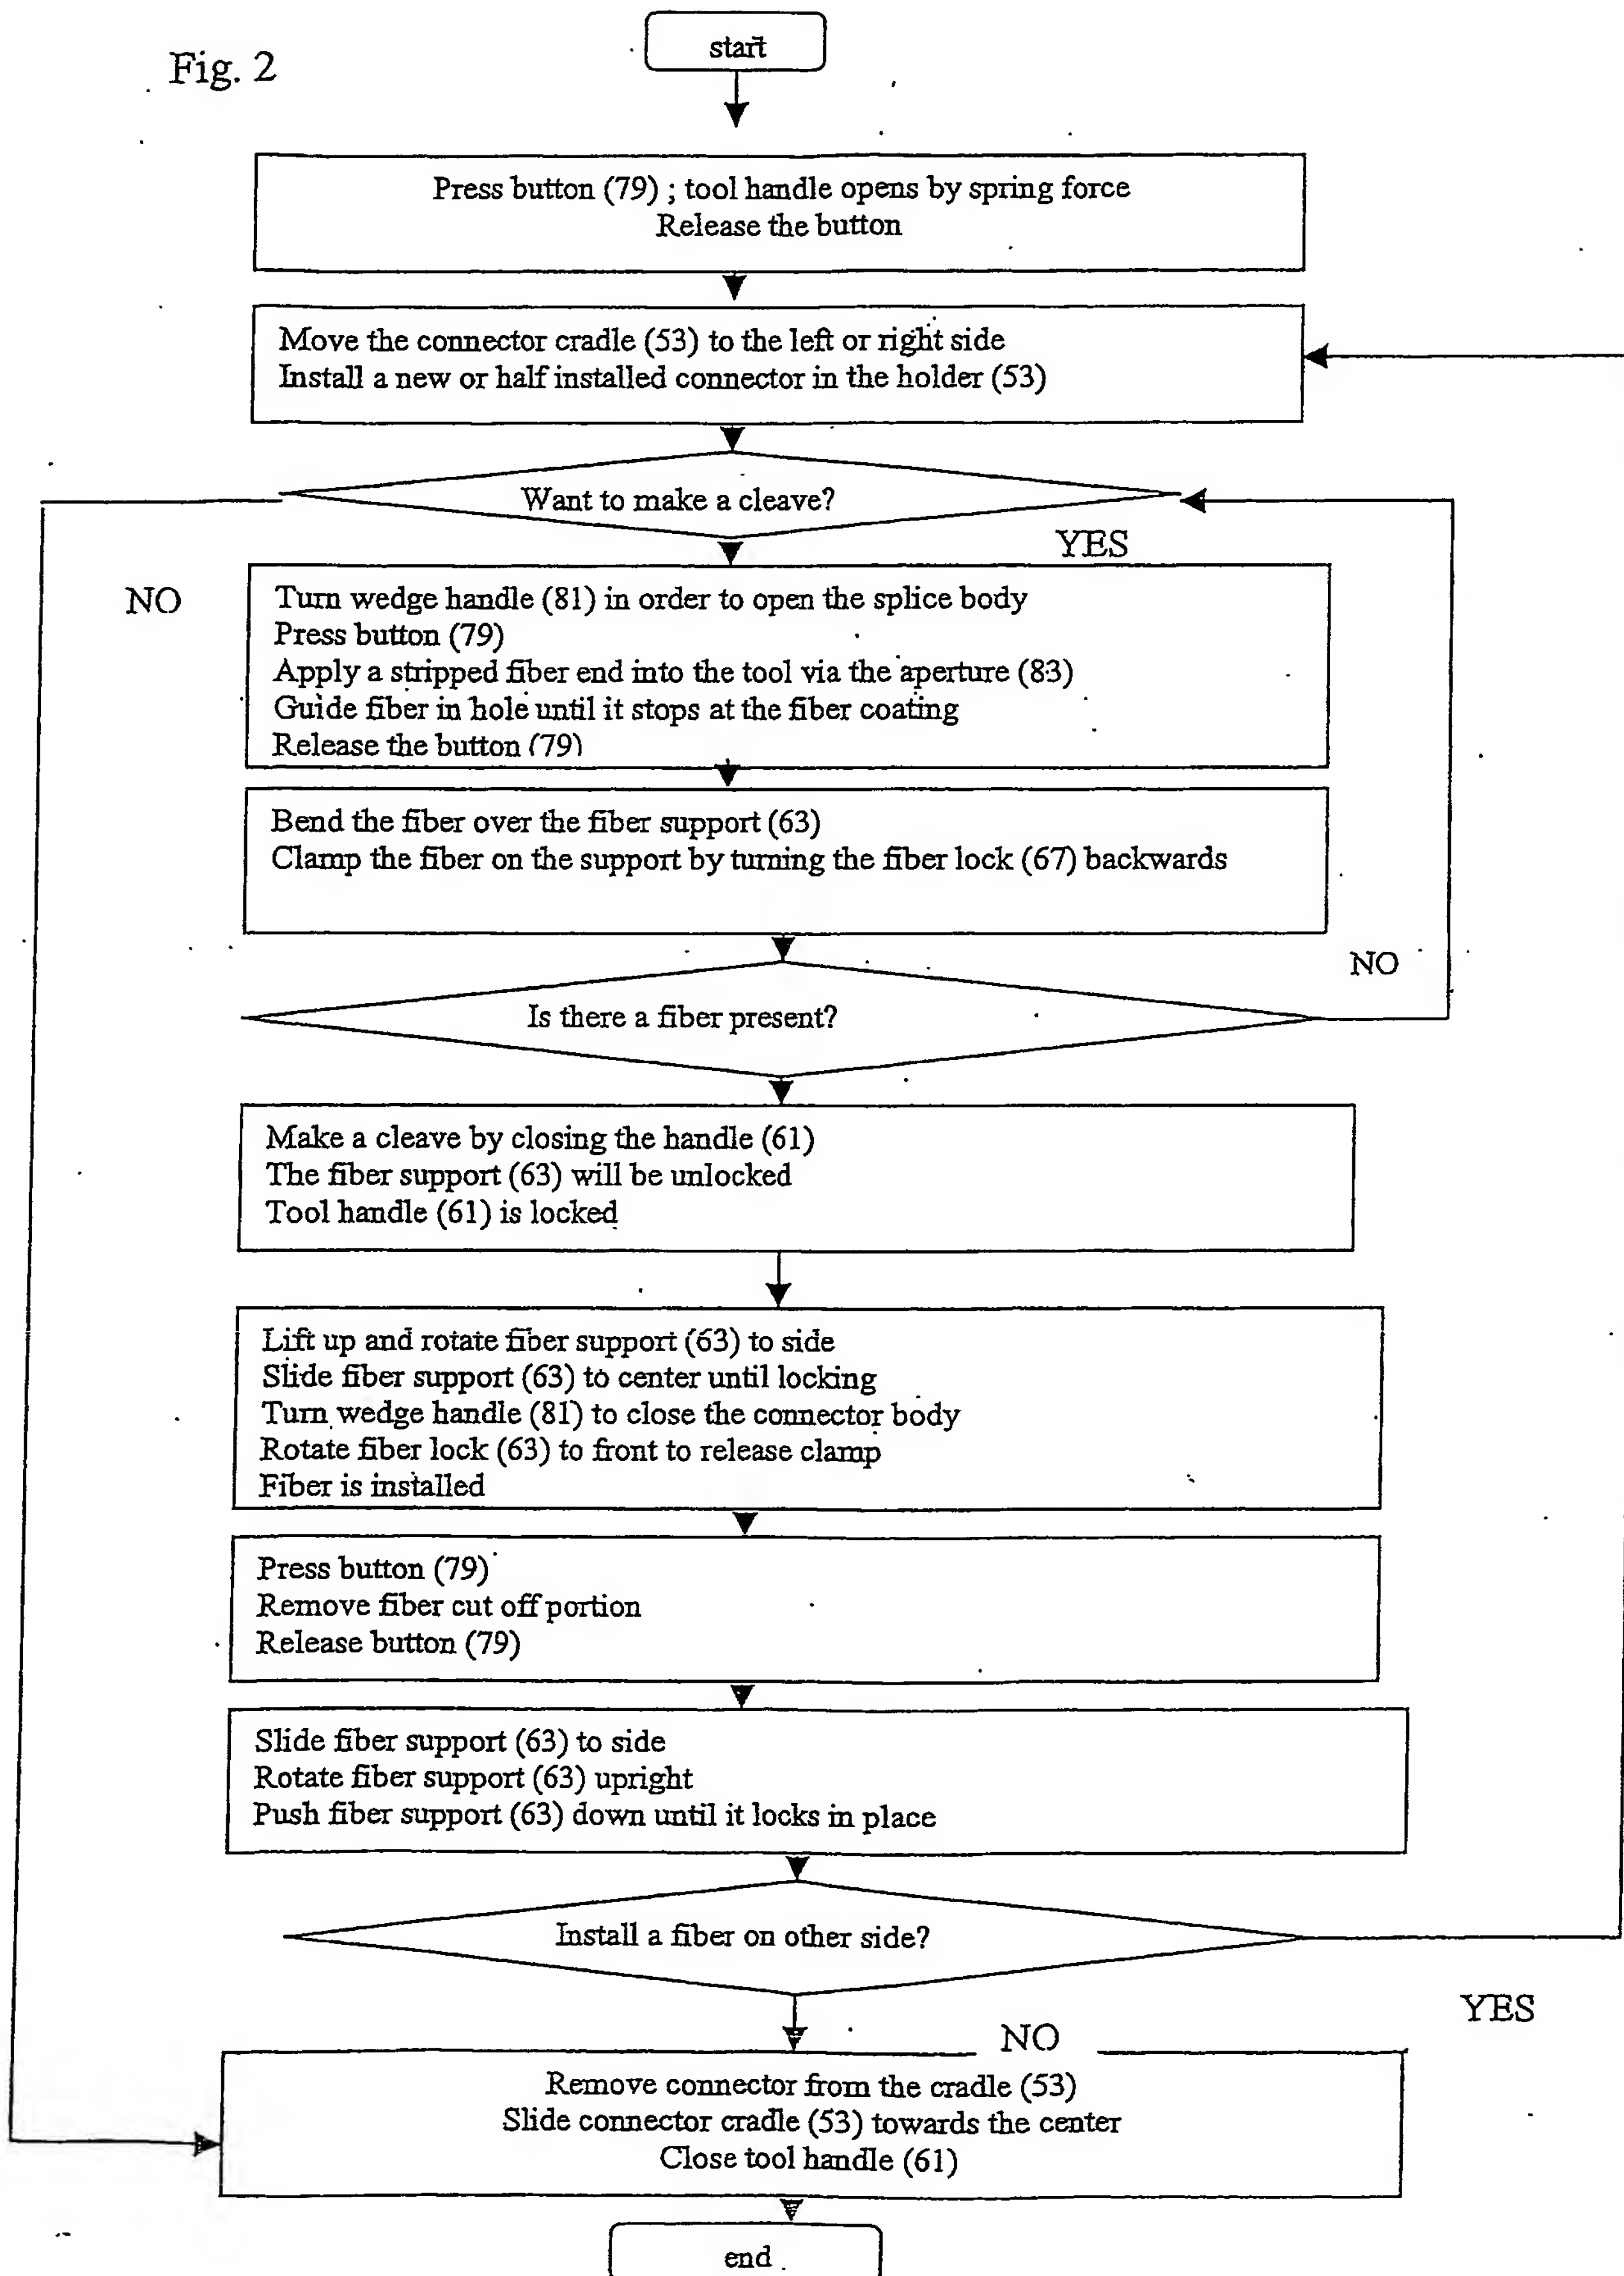 Fig. 2
start
Press button (79) ; tool handle opens by spring force
Release the button
Move the connector cradle (53) to the left or right side
Install a new or half installed connector in the holder (53)
Want to make a cleave?
YES
NO
Turn wedge handle (81) in order to open the splice body
Press button (79)
Apply a stripped fiber end into the tool via the aperture (83)
Guide fiber in hole until it stops at the fiber coating
Release the button (79)
Bend the fiber over the fiber support (63)
Clamp the fiber on the support by turning the fiber lock (67) backwards
NO
Is there a fiber present?
Make a cleave by closing the handle (61)
The fiber support (63) will be unlocked
Tool handle (61) is locked
Lift up and rotate fiber support (63) to side
Slide fiber support (63) to center until locking
Turn wedge handle (81) to close the connector body
Rotate fiber lock (63) to front to release clamp
Fiber is installed
Press button (79)
Remove fiber cut off portion
Release button (79)
Slide fiber support (63) to side
Rotate fiber support (63) upright
Push fiber support (63) down until it locks in place
Install a fiber on other side?
YES
NO
Remove connector from the cradle (53)
Slide connector cradle (53) towards the center
Close tool handle (61)
end